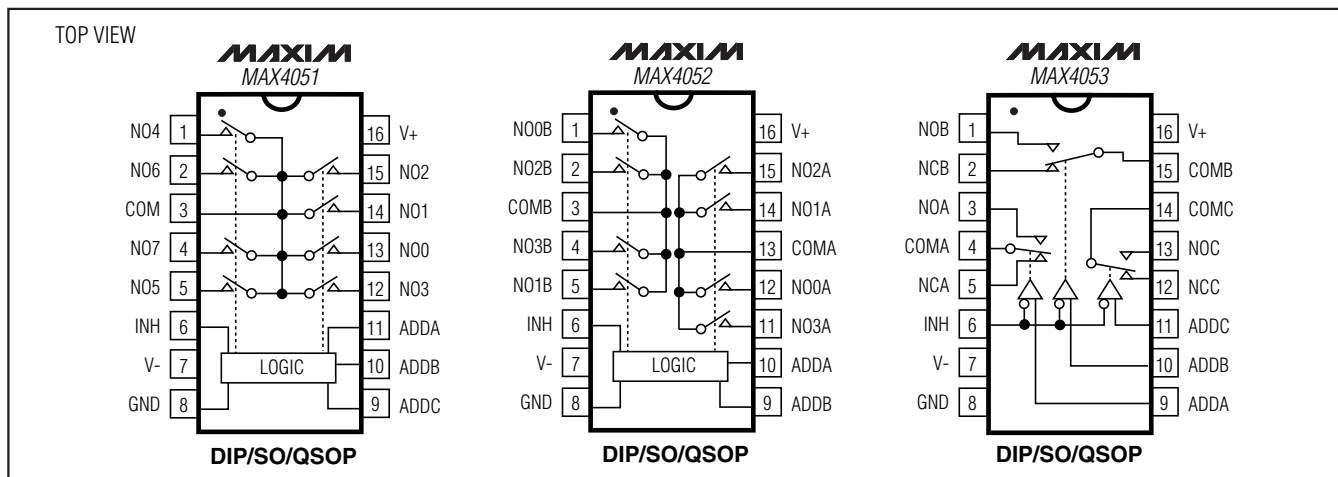 TOP VIEW
MAXIM
MAX4051
NO4 1
NO6 2
COM 3
NO7 4
NO5 5
INH 6
V- 7
GND 8
16 V+
15 NO2
14 NO1
13 NO0
12 NO3
11 ADDA
10 ADDB
9 ADDC
LOGIC
DIP/SO/QSOP
MAXIM
MAX4052
NO0B 1
NO2B 2
COMB 3
NO3B 4
NO1B 5
INH 6
V- 7
GND 8
16 V+
15 NO2A
14 NO1A
13 COMA
12 NO0A
11 NO3A
10 ADDA
9 ADDB
LOGIC
DIP/SO/QSOP
MAXIM
MAX4053
NOB 1
NCB 2
NOA 3
COMA 4
NCA 5
INH 6
V- 7
GND 8
16 V+
15 COMB
14 COMC
13 NOC
12 NCC
11 ADDC
10 ADDB
9 ADDA
DIP/SO/QSOP